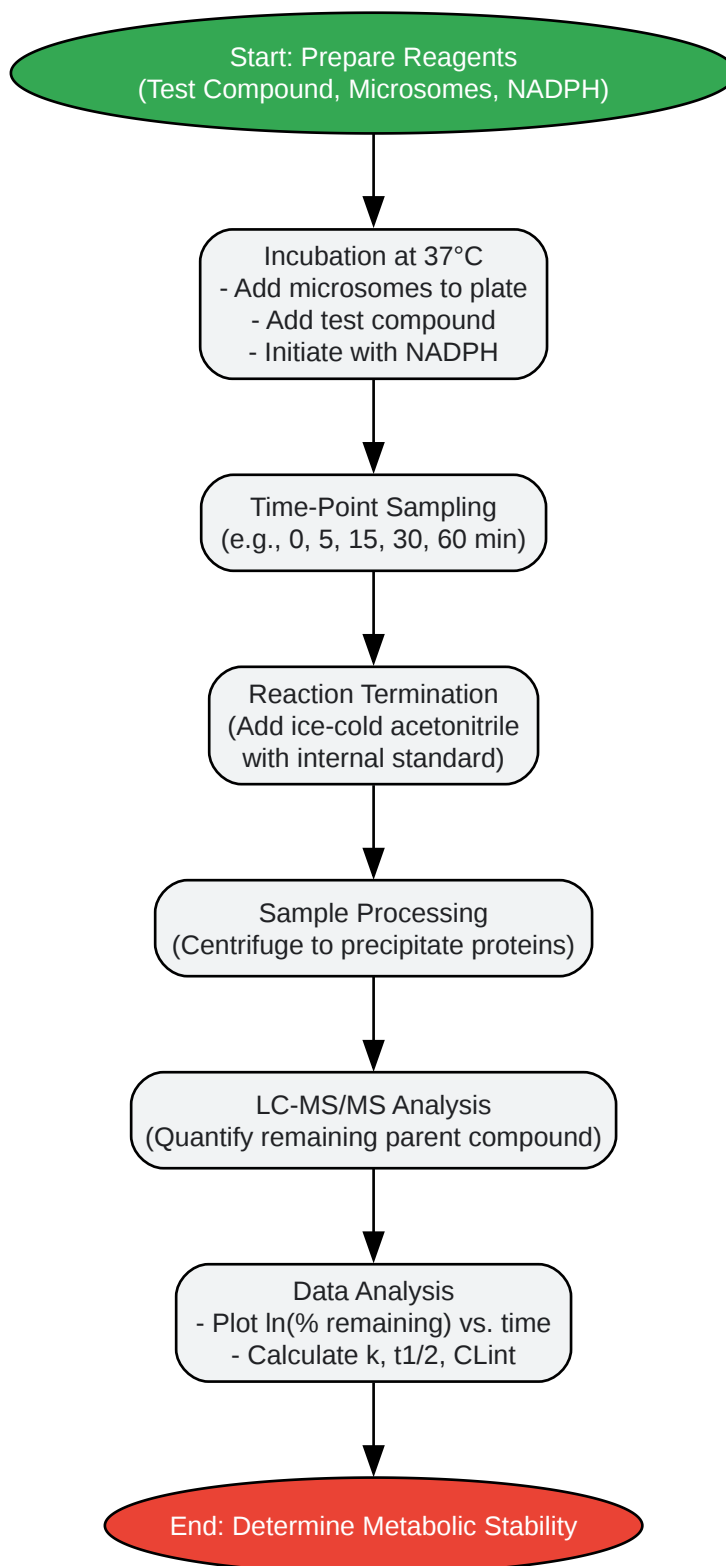 Start: Prepare Reagents
(Test Compound, Microsomes, NADPH)
Incubation at 37°C
- Add microsomes to plate
- Add test compound
- Initiate with NADPH
Time-Point Sampling
(e.g., 0, 5, 15, 30, 60 min)
Reaction Termination
(Add ice-cold acetonitrile
with internal standard)
Sample Processing
(Centrifuge to precipitate proteins)
LC-MS/MS Analysis
(Quantify remaining parent compound)
Data Analysis
- Plot ln(% remaining) vs. time
- Calculate k, t1/2, CLint
End: Determine Metabolic Stability